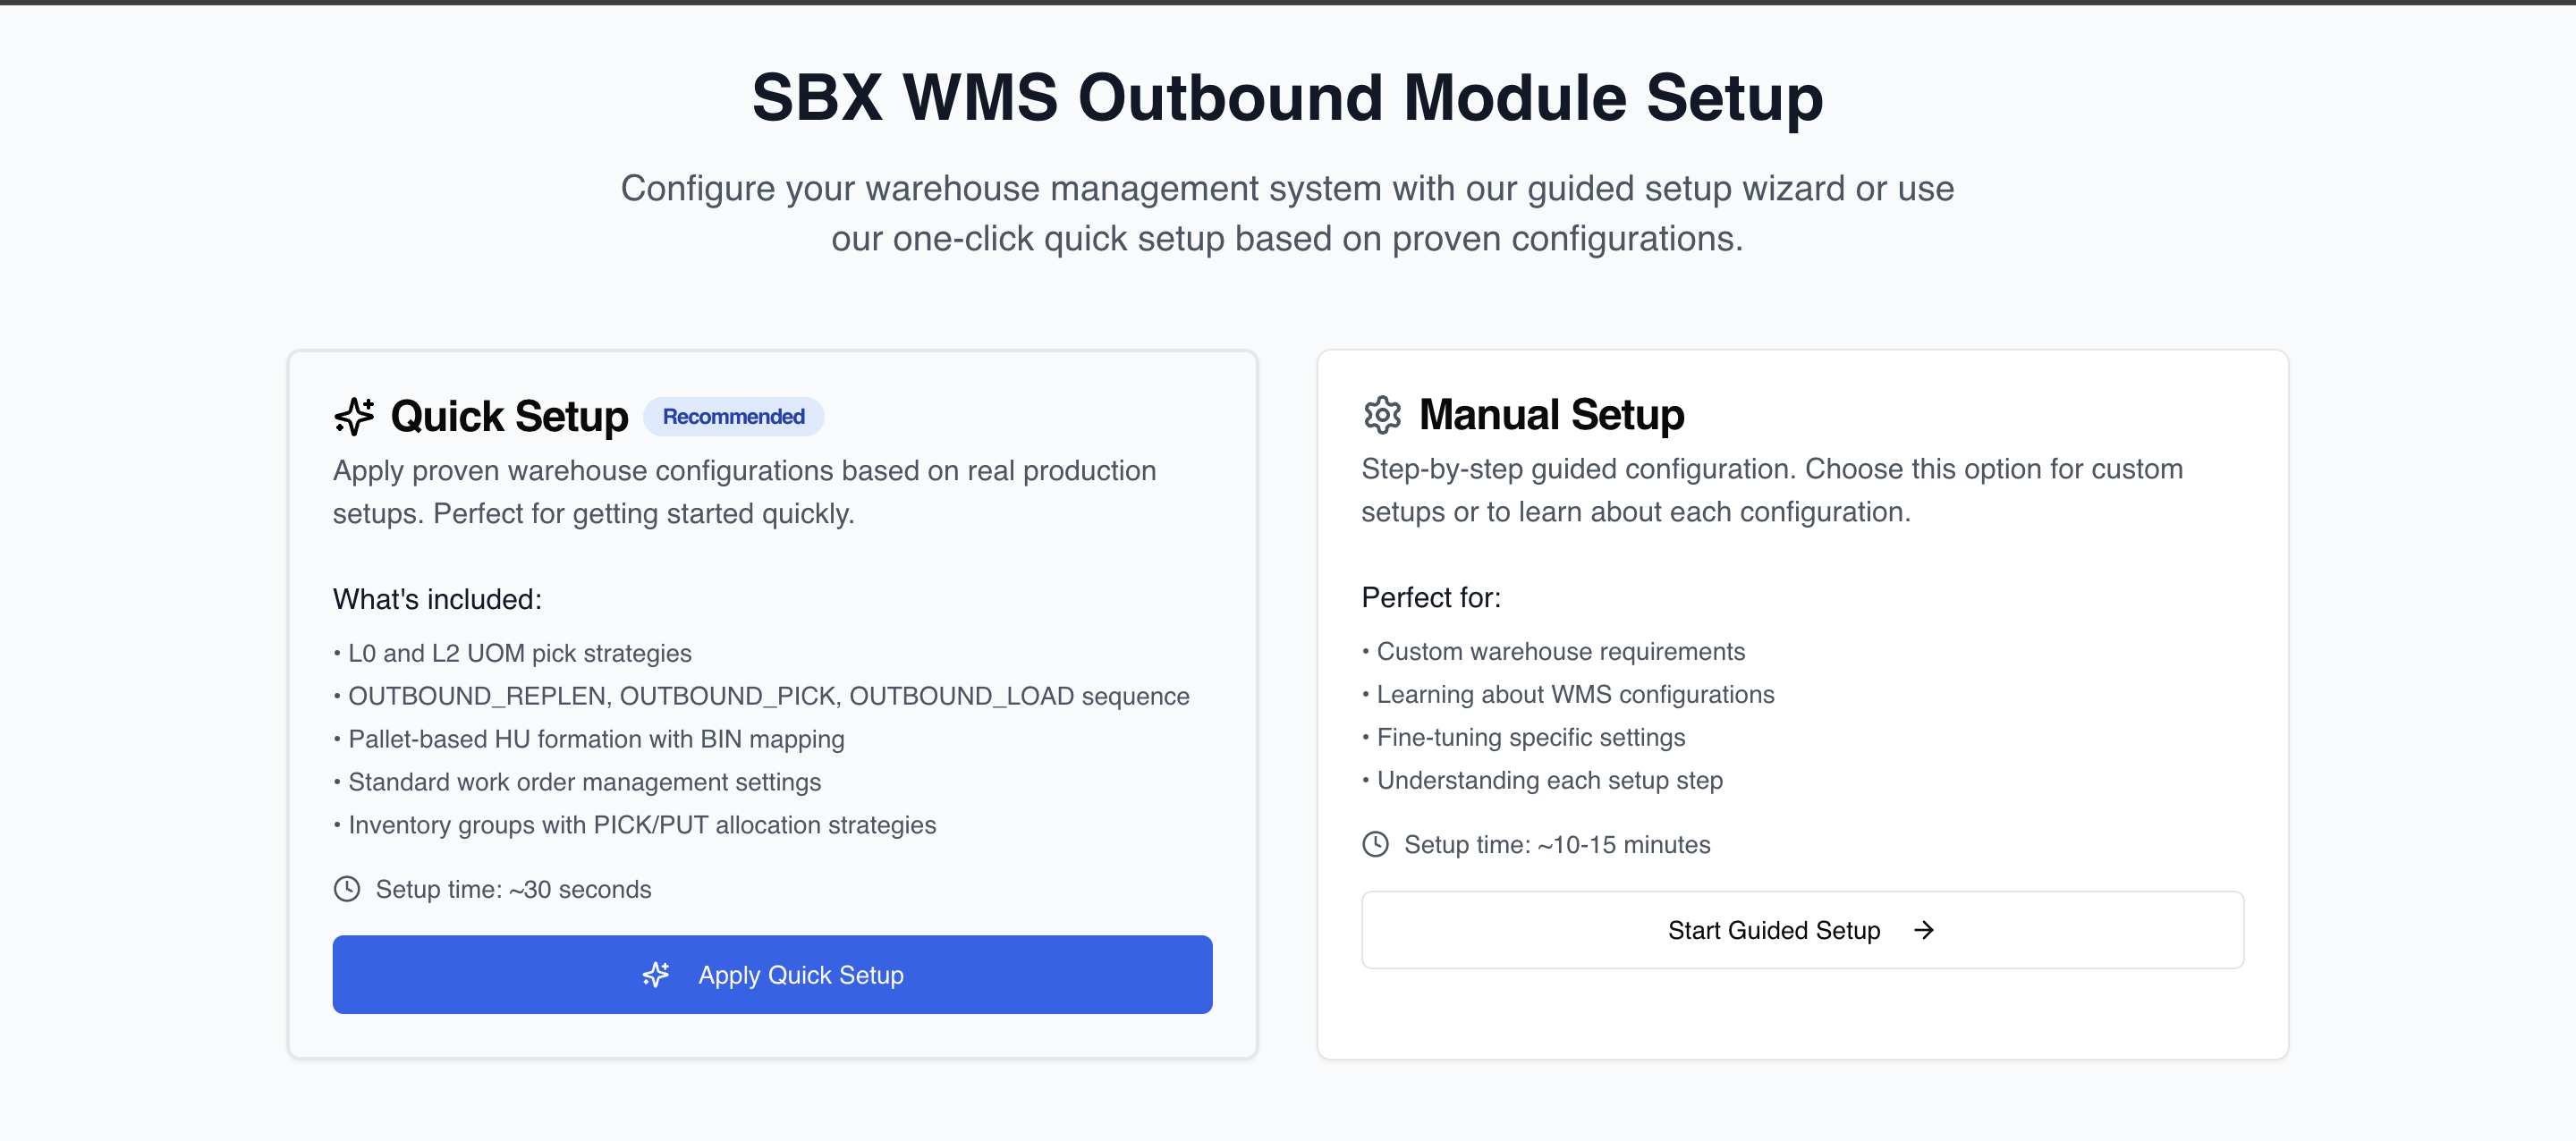 SBX WMS Outbound Module Setup
Configure your warehouse management system with our guided setup wizard or use
our one-click quick setup based on proven configurations.
Quick Setup
Recommended
Apply proven warehouse configurations based on real production
setups. Perfect for getting started quickly.
What's included:
• L0 and L2 UOM pick strategies
• OUTBOUND_REPLEN, OUTBOUND_PICK, OUTBOUND_LOAD sequence
• Pallet-based HU formation with BIN mapping
• Standard work order management settings
• Inventory groups with PICK/PUT allocation strategies
Setup time: ~30 seconds
Apply Quick Setup
Manual Setup
Step-by-step guided configuration. Choose this option for custom
setups or to learn about each configuration.
Perfect for:
• Custom warehouse requirements
• Learning about WMS configurations
• Fine-tuning specific settings
• Understanding each setup step
Setup time: ~10-15 minutes
Start Guided Setup →